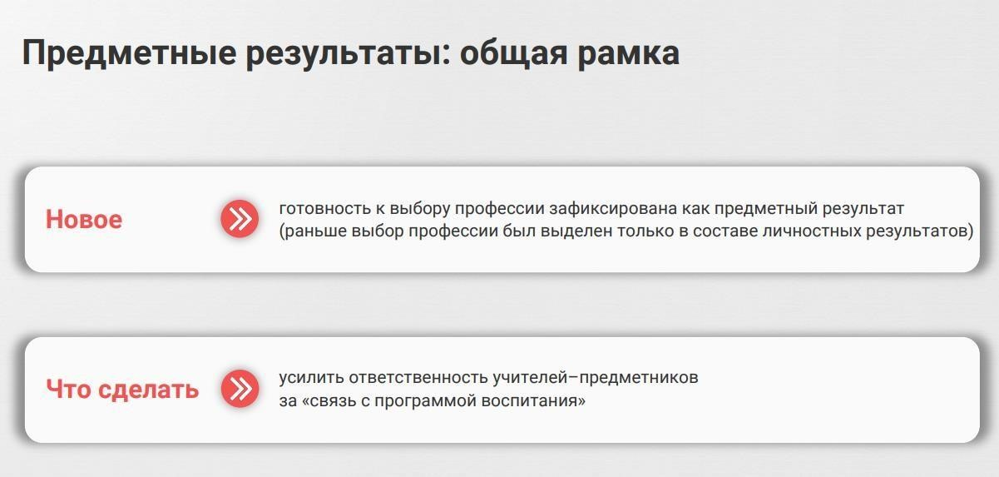 Предметные результаты: общая рамка
Новое
готовность к выбору профессии зафиксирована как предметный результат
(раньше выбор профессии был выделен только в составе личностных результатов)
Что сделать
усилить ответственность учителей–предметников
за «связь с программой воспитания»